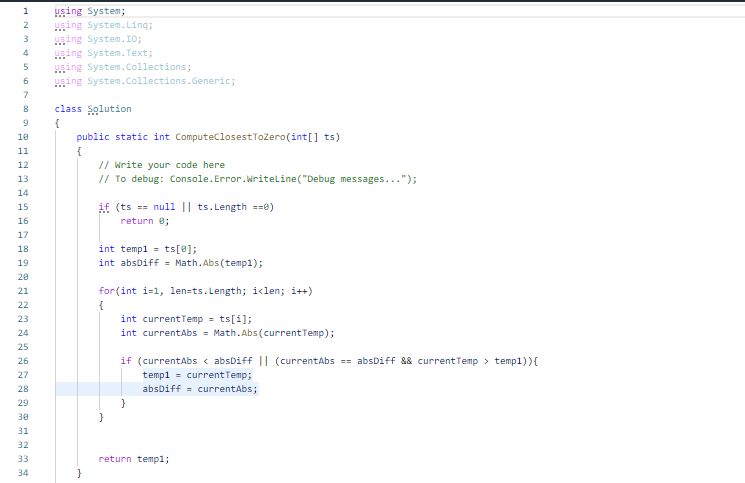 1 using System;
2 using System.Linq;
3 using System.IO;
4 using System.Text;
5 using System.Collections;
6 using System.Collections.Generic;
7
8 class Solution
9 {
10     public static int ComputeClosestToZero(int[] ts)
11     {
12         // Write your code here
13         // To debug: Console.Error.WriteLine("Debug messages...");
14
15         if (ts == null || ts.Length ==0)
16             return 0;
17
18         int temp1 = ts[0];
19         int absDiff = Math.Abs(temp1);
20
21         for(int i=1, len=ts.Length; i<len; i++)
22         {
23             int currentTemp = ts[i];
24             int currentAbs = Math.Abs(currentTemp);
25
26             if (currentAbs < absDiff || (currentAbs == absDiff && currentTemp > temp1)){
27                 temp1 = currentTemp;
28                 absDiff = currentAbs;
29             }
30         }
31
32
33         return temp1;
34     }